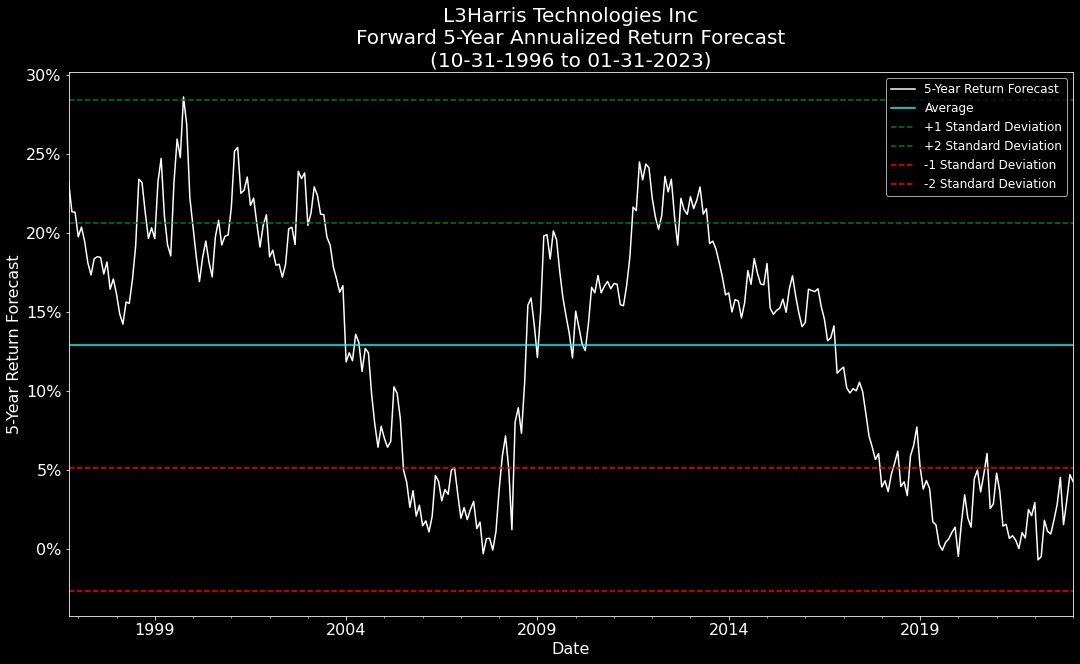 L3Harris Technologies Inc
Forward 5-Year Annualized Return Forecast
(10-31-1996 to 01-31-2023)
30%
25%
20%
15%
10%
5%
0%
5-Year Return Forecast
5-Year Return Forecast
Average
+1 Standard Deviation
+2 Standard Deviation
-1 Standard Deviation
-2 Standard Deviation
1999
2004
2009
2014
2019
Date